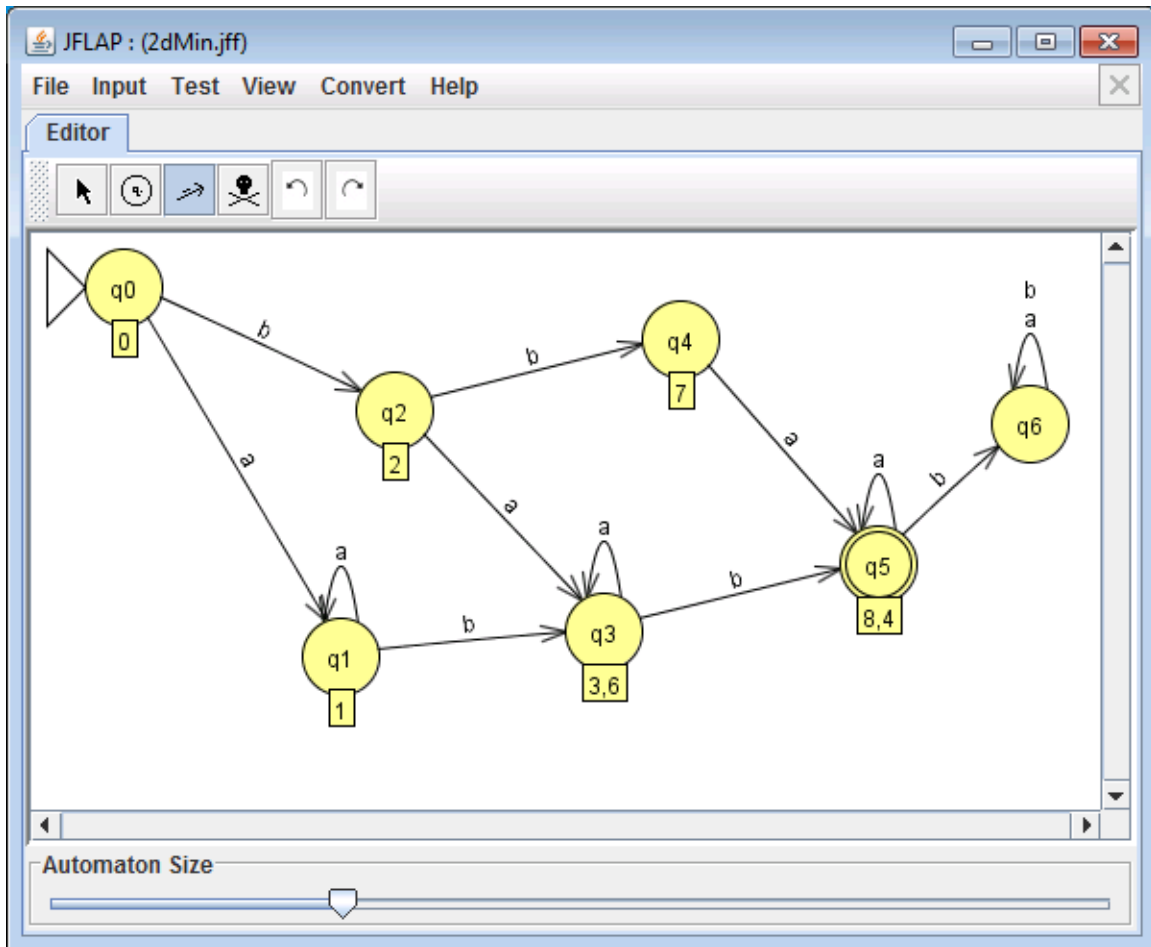 JFLAP : (2dMin.jff)
File Input Test View Convert Help
Editor
q0
0
b
a
q2
2
b
a
q4
7
a
b
a
q6
a
q1
1
b
a
q3
3,6
b
a
q5
8,4
b
Automaton Size